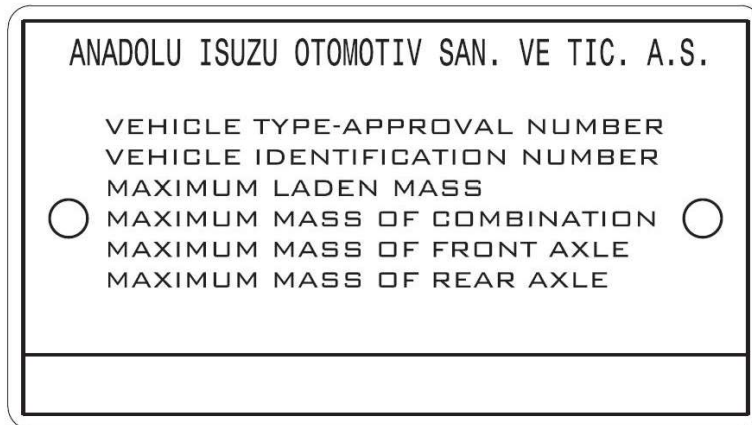 ANADOLU ISUZU OTOMOTIV SAN. VE TIC. A.S.
VEHICLE TYPE-APPROVAL NUMBER
VEHICLE IDENTIFICATION NUMBER
MAXIMUM LADEN MASS
MAXIMUM MASS OF COMBINATION
MAXIMUM MASS OF FRONT AXLE
MAXIMUM MASS OF REAR AXLE